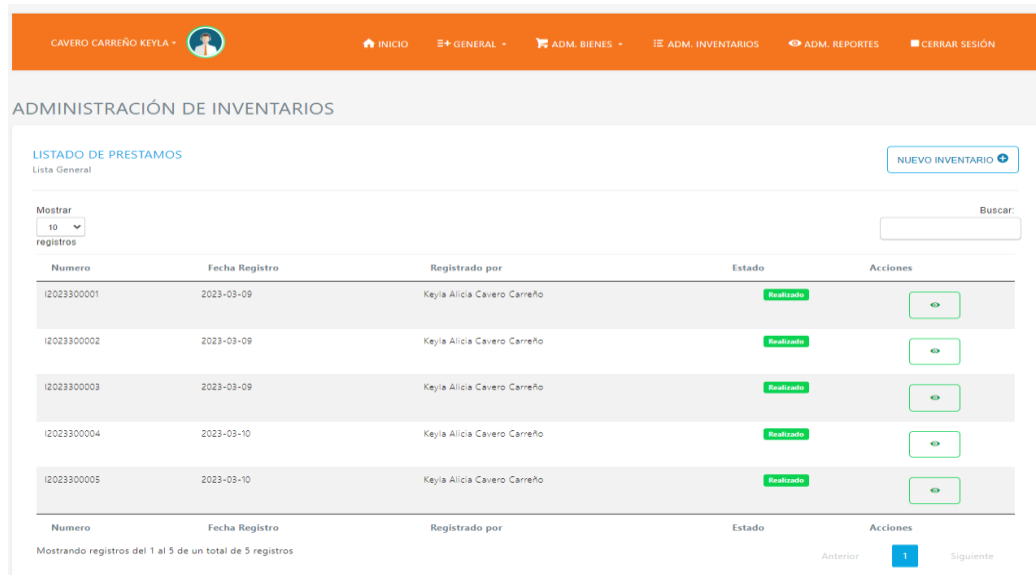 CAVERO CARREÑO KEYLA INICIO GENERAL ADM. BIENES ADM. INVENTARIOS ADM. REPORTES CERRAR SESIÓN
ADMINISTRACIÓN DE INVENTARIOS
LISTADO DE PRESTAMOS
Lista General
NUEVO INVENTARIO
Mostrar
10
registros
Buscar:
Numero Fecha Registro Registrado por Estado Acciones
I2023300001 2023-03-09 Keyla Alicia Cavero Carreño Realizado
I2023300002 2023-03-09 Keyla Alicia Cavero Carreño Realizado
I2023300003 2023-03-09 Keyla Alicia Cavero Carreño Realizado
I2023300004 2023-03-10 Keyla Alicia Cavero Carreño Realizado
I2023300005 2023-03-10 Keyla Alicia Cavero Carreño Realizado
Numero Fecha Registro Registrado por Estado Acciones
Mostrando registros del 1 al 5 de un total de 5 registros
Anterior 1 Siguiente